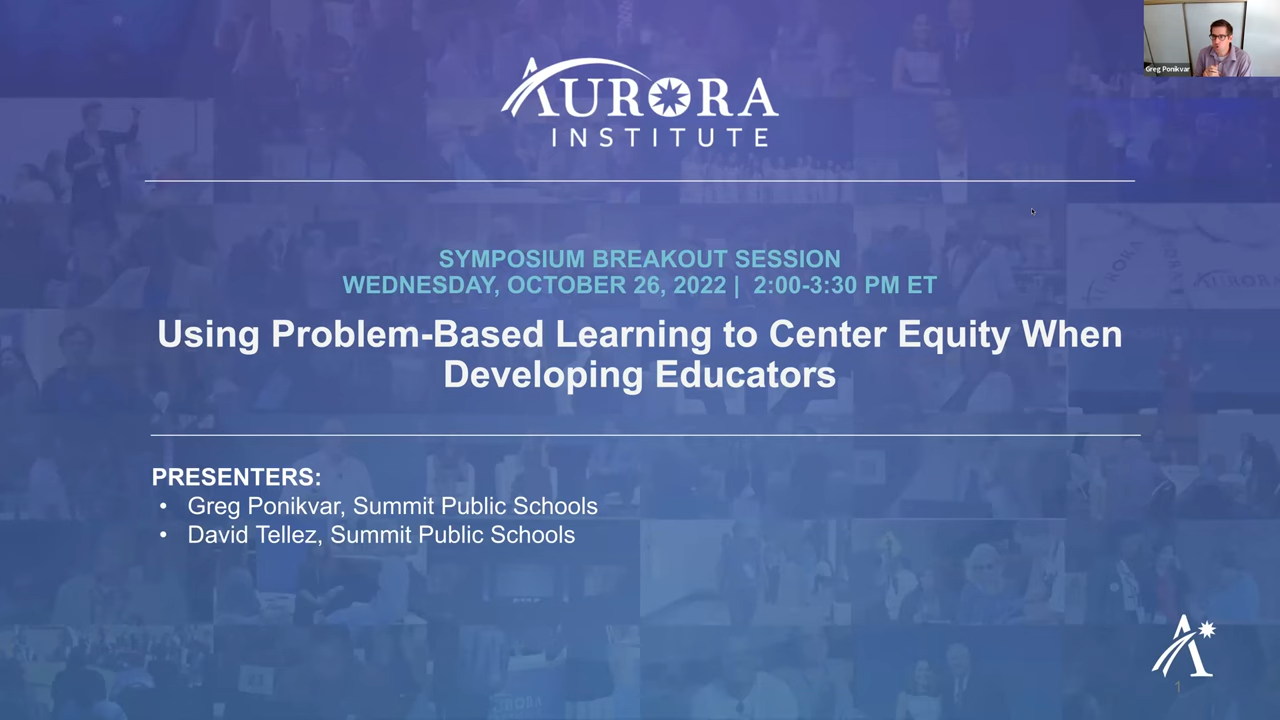 AURORA
INSTITUTE
Greg Ponikvar
SYMPOSIUM BREAKOUT SESSION
WEDNESDAY, OCTOBER 26, 2022 | 2:00-3:30 PM ET
Using Problem-Based Learning to Center Equity When
Developing Educators
PRESENTERS:
• Greg Ponikvar, Summit Public Schools
• David Tellez, Summit Public Schools
A
1